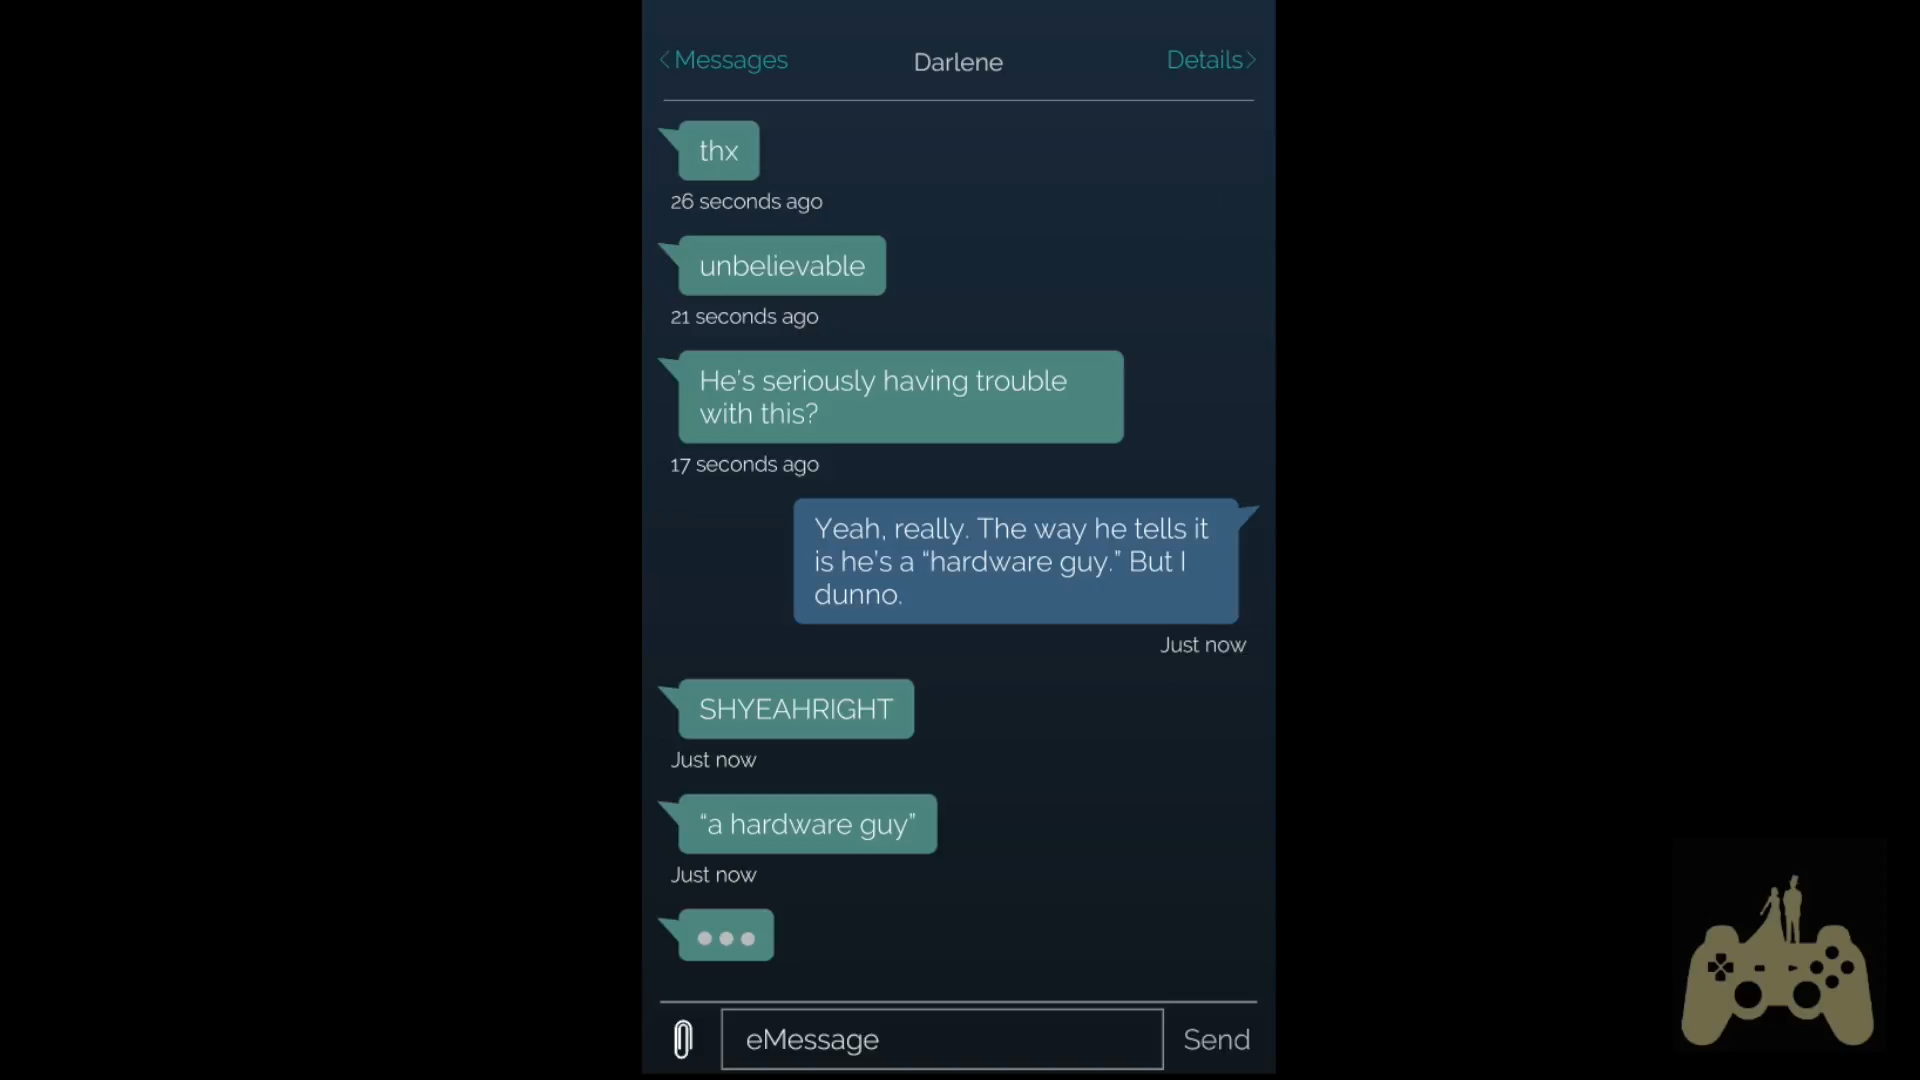 Messages
Darlene
Details
thx
26 seconds ago
unbelievable
21 seconds ago
He’s seriously having trouble
with this?
17 seconds ago
Yeah, really. The way he tells it
is he’s a “hardware guy.” But I
dunno.
Just now
SHYEAHRIGHT
Just now
“a hardware guy”
Just now
eMessage
Send